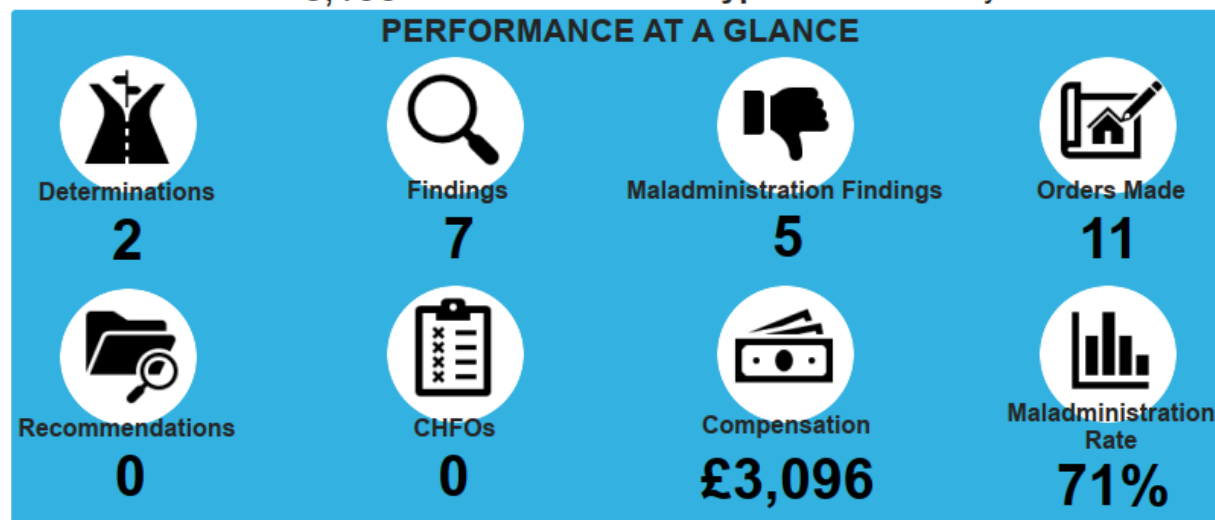 PERFORMANCE AT A GLANCE
Determinations
2
Findings
7
Maladministration Findings
5
Orders Made
11
Recommendations
0
CHFOs
0
Compensation
£3,096
Maladministration
Rate
71%